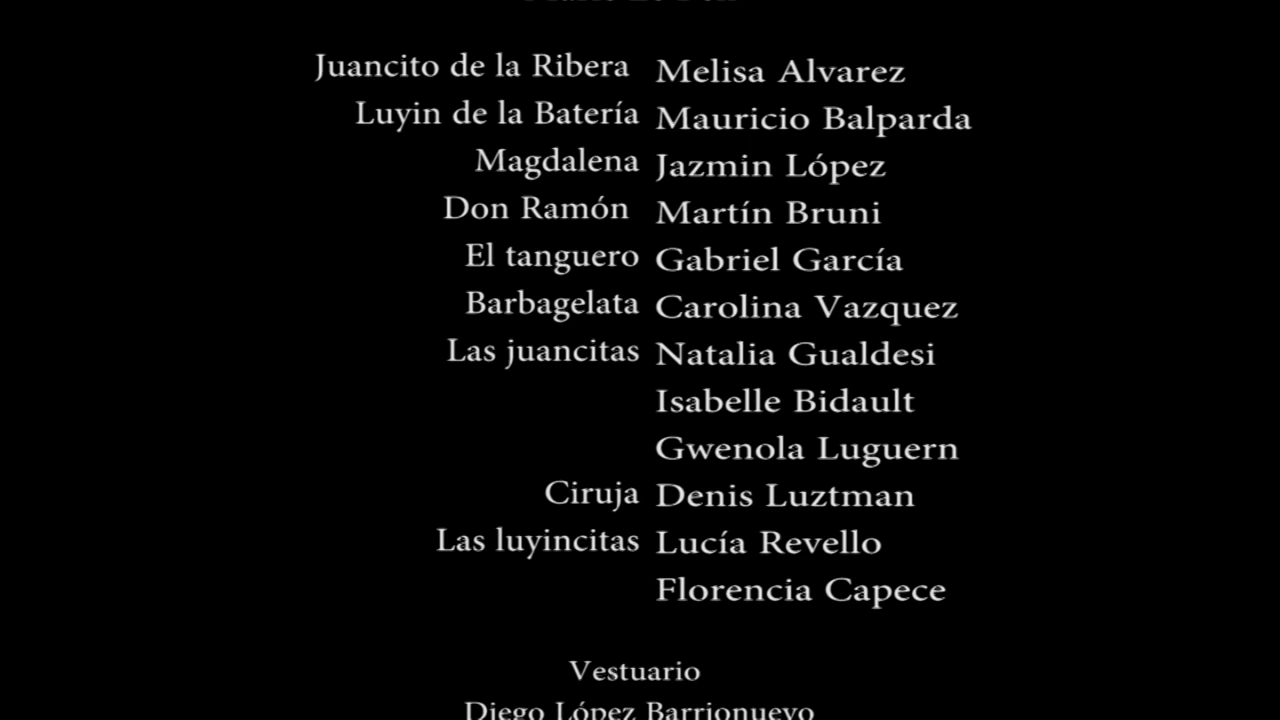 Juancito de la Ribera Melisa Alvarez
Luyin de la Batería Mauricio Balparda
Magdalena Jazmin López
Don Ramón Martín Bruni
El tanguero Gabriel García
Barbagelata Carolina Vazquez
Las juancitas Natalia Gualdesi
Isabelle Bidault
Gwenola Luguern
Ciruja Denis Luztman
Las luyincitas Lucía Revello
Florencia Capece
Vestuario
Diego López Barrionuevo